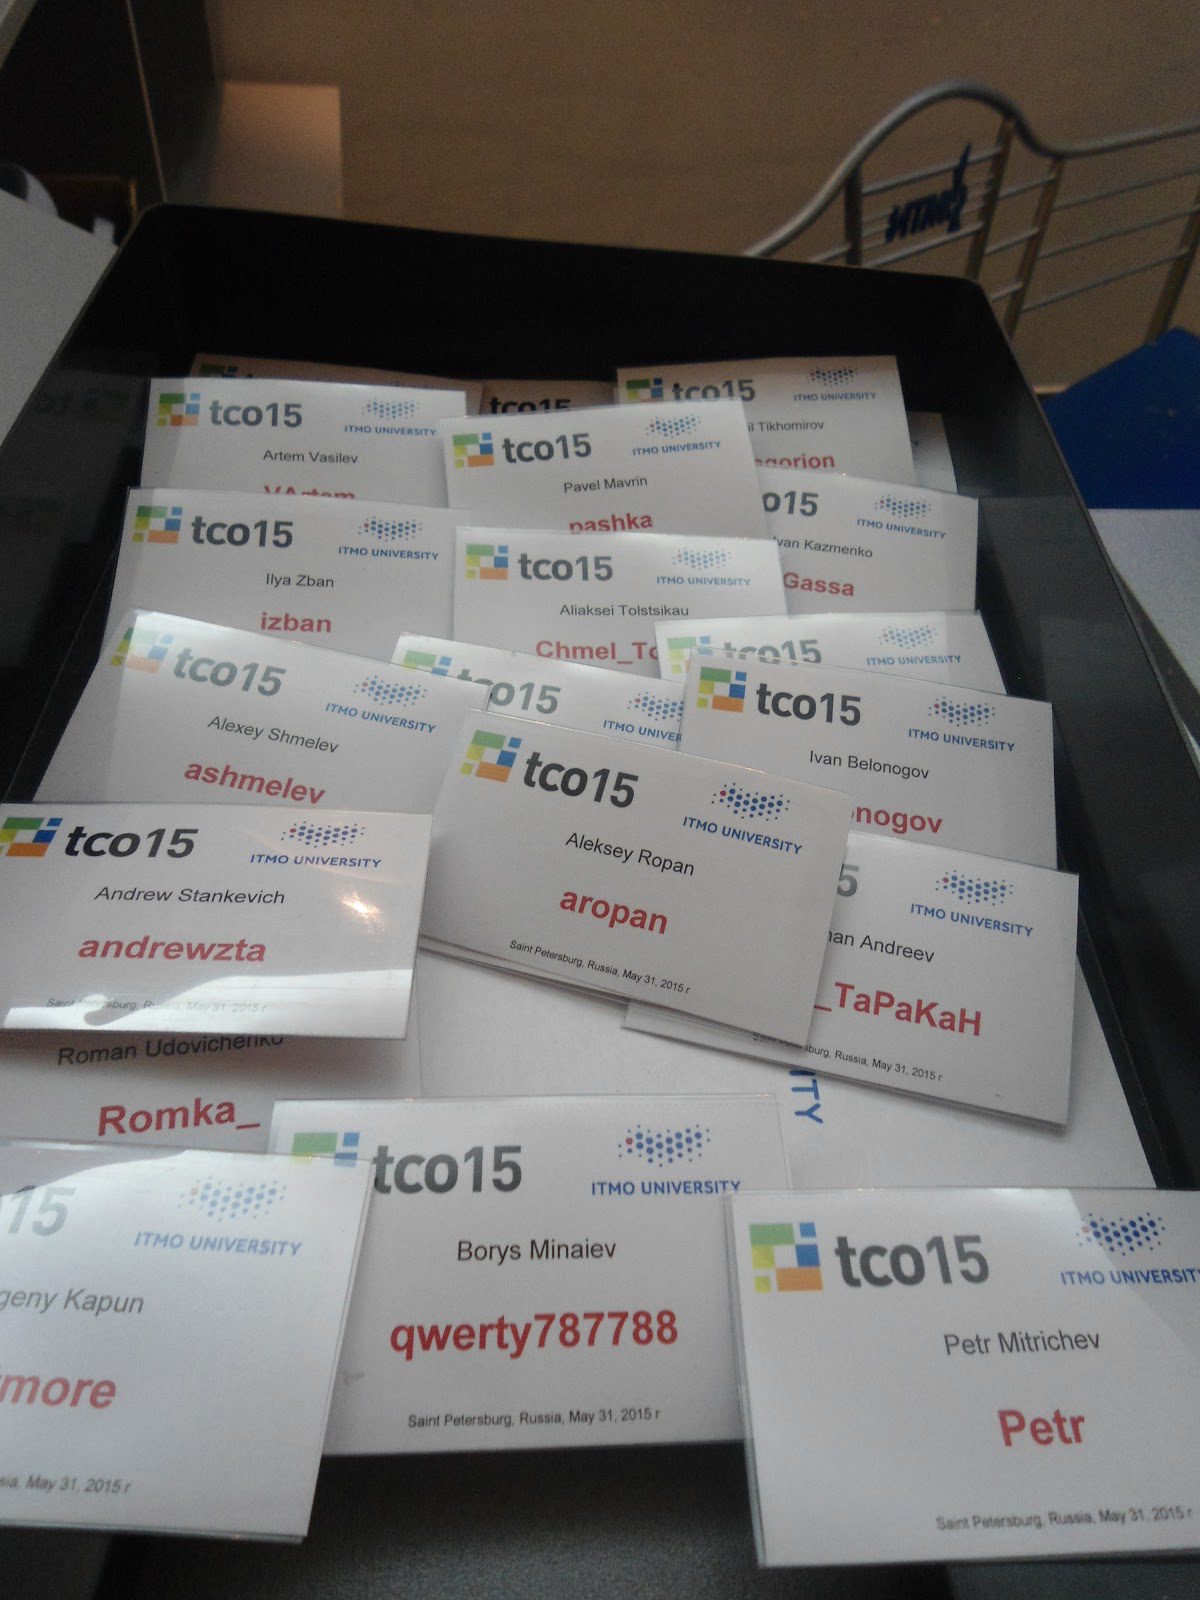 ИТМО
tco15
tco15
ITMO UNIVERSITY
Tikhomirov
gorion
tco15
ITMO UNIVERSITY
Artem Vasilev
VArtem
tco15
ITMO UNIVERSITY
Pavel Mavrin
pashka
o15
ITMO UNIVERSITY
Ivan Kazmenko
Gassa
tco15
ITMO UNIVERSITY
Ilya Zban
izban
tco15
ITMO UNIVERSITY
Aliaksei Tolstsikau
Chmel_To
tco15
ITMO UNIVERSITY
tco15
ITMO UNIVERSITY
Alexey Shmelev
ashmelev
co15
ITMO UNIVER
tco15
ITMO UNIVERSITY
Ivan Belonogov
nogov
tco15
ITMO UNIVERSITY
Aleksey Ropan
aropan
Saint Petersburg, Russia, May 31, 2015 г
tco15
ITMO UNIVERSITY
Andrew Stankevich
andrewzta
Saint Petersburg, Russia, May 31, 2015 г
5
ITMO UNIVERSITY
an Andreev
_TaPaKaH
burg, Russia, May 31, 2015 г
Roman Udovichenko
Romka_
ITY
tco15
ITMO UNIVERSITY
Borys Minaiev
qwerty787788
Saint Petersburg, Russia, May 31, 2015 г
15
ITMO UNIVERSITY
geny Kapun
more
sia, May 31, 2015 г
tco15
ITMO UNIVERSIT
Petr Mitrichev
Petr
Saint Petersburg, Russia, May 31, 2015 г